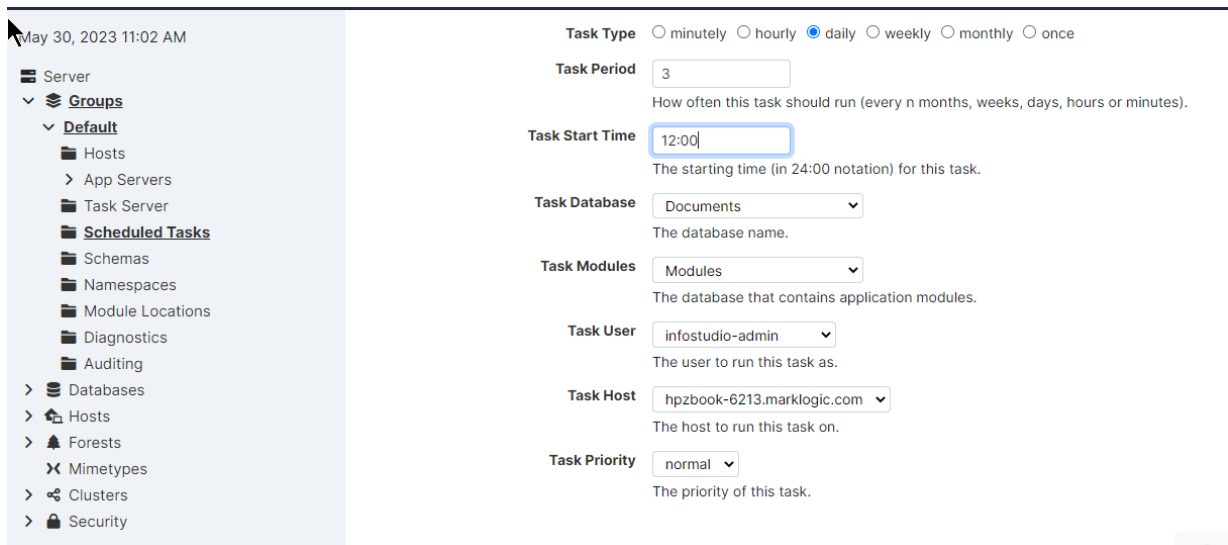 May 30, 2023 11:02 AM
Server
Groups
Default
Hosts
App Servers
Task Server
Scheduled Tasks
Schemas
Namespaces
Module Locations
Diagnostics
Auditing
Databases
Hosts
Forests
Mimetypes
Clusters
Security
Task Type minutely hourly daily weekly monthly once
Task Period 3
How often this task should run (every n months, weeks, days, hours or minutes).
Task Start Time 12:00
The starting time (in 24:00 notation) for this task.
Task Database Documents
The database name.
Task Modules Modules
The database that contains application modules.
Task User infostudio-admin
The user to run this task as.
Task Host hpzbook-6213.marklogic.com
The host to run this task on.
Task Priority normal
The priority of this task.